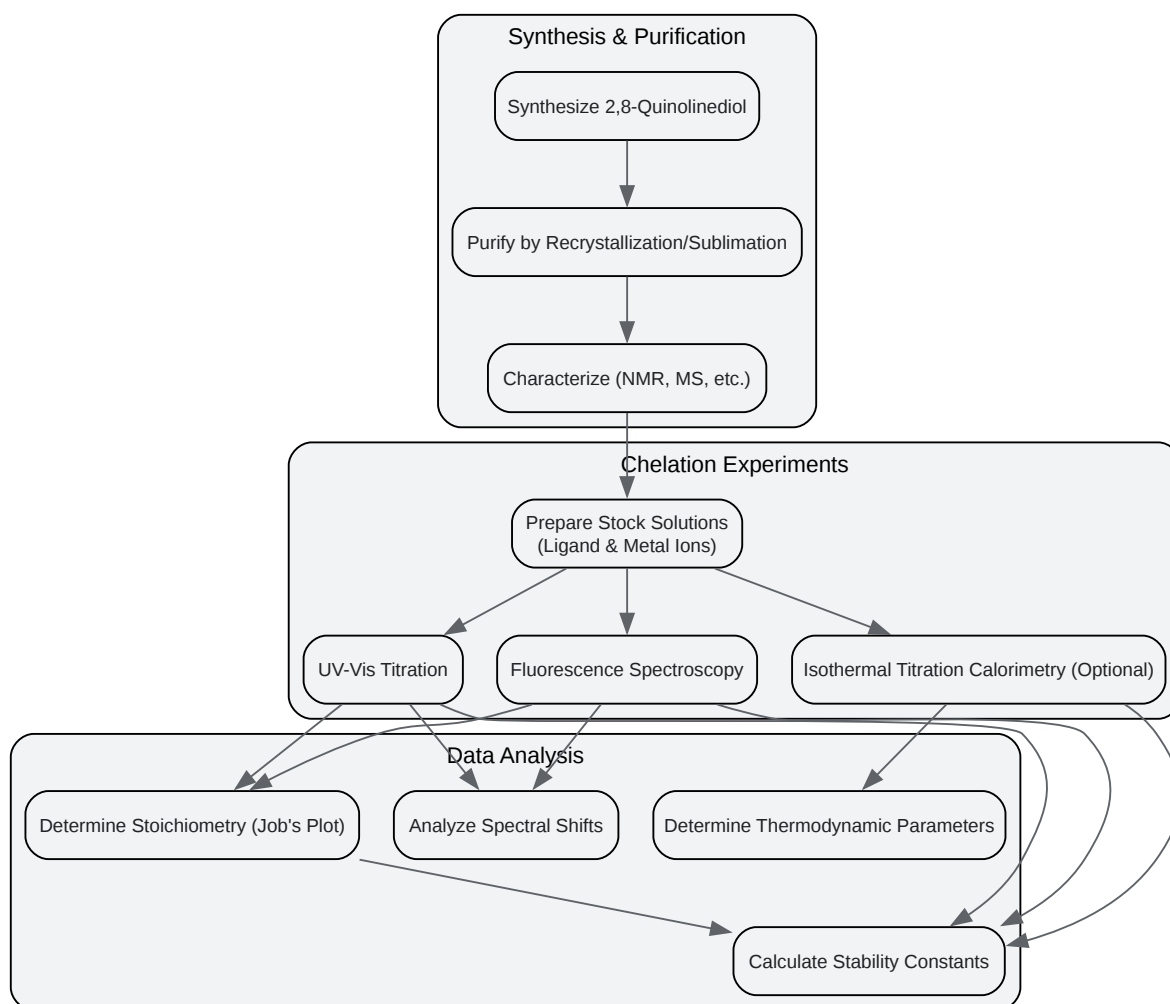 Synthesis & Purification
Synthesize 2,8-Quinolinediol
Purify by Recrystallization/Sublimation
Characterize (NMR, MS, etc.)
Chelation Experiments
Prepare Stock Solutions
(Ligand & Metal Ions)
UV-Vis Titration
Fluorescence Spectroscopy
Isothermal Titration Calorimetry (Optional)
Data Analysis
Determine Stoichiometry (Job's Plot)
Analyze Spectral Shifts
Determine Thermodynamic Parameters
Calculate Stability Constants